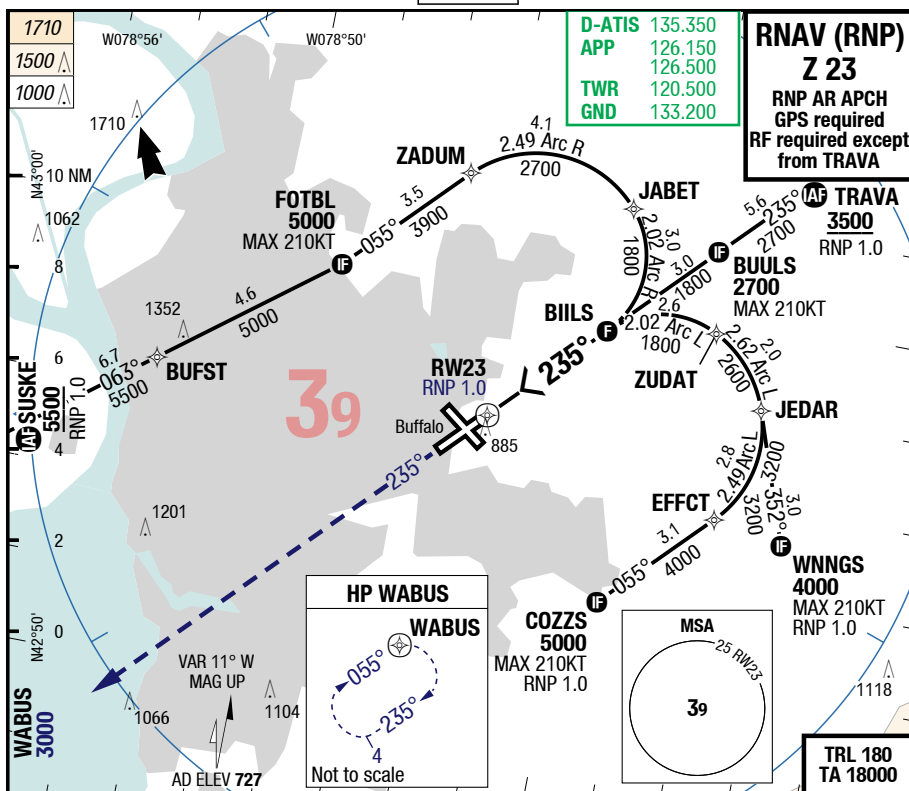 1710
1500
1000
W078°56'
W078°50'
D-ATIS 135.350
APP 126.150
126.500
TWR 120.500
GND 133.200
RNAV (RNP)
Z 23
RNP AR APCH
GPS required
RF required except
from TRAVA
1710
N43°00'
10 NM
1062
8
6
4
2
0
N42°50'
ZADUM
4.1
2.49 Arc R
2700
JABET
FOTBL
5000
MAX 210KT
IF
055°
3.5
3900
2.02 Arc R
3.0
1800
5.6
235°
2700
IAF TRAVA
3500
RNP 1.0
IF
BUULS
2700
MAX 210KT
3.0
1800
1352
4.6
5000
BUFST
6.7
063°
5500
IAF SUSKE
5500
RNP 1.0
BIILS
F
2.6
2.02 Arc L
1800
ZUDAT
2.62 Arc L
2.0
2600
JEDAR
235°
RW23
RNP 1.0
39
Buffalo
885
235°
2.8
2.49 Arc L
3200
352°
3.0
3200
EFFCT
IF
WNNGS
4000
MAX 210KT
RNP 1.0
055°
3.1
4000
IF
COZZS
5000
MAX 210KT
RNP 1.0
1201
HP WABUS
WABUS
055°
235°
4
Not to scale
MSA
25 RW23
39
1118
VAR 11° W
MAG UP
1066
1104
AD ELEV 727
WABUS
3000
TRL 180
TA 18000